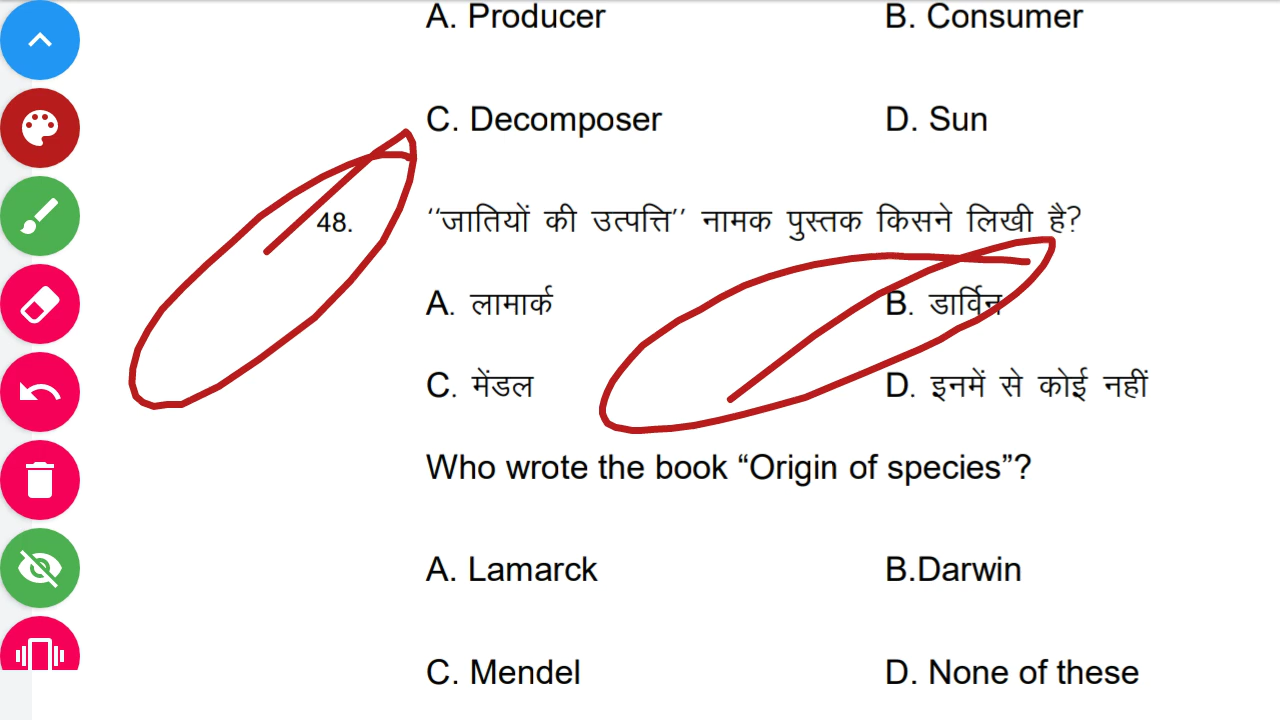 A. Producer B. Consumer
C. Decomposer D. Sun
48. ‘‘जातियों की उत्पत्ति’’ नामक पुस्तक किसने लिखी है?
A. लामार्क B. डार्विन
C. मेंडल D. इनमें से कोई नहीं
Who wrote the book “Origin of species”?
A. Lamarck B.Darwin
C. Mendel D. None of these